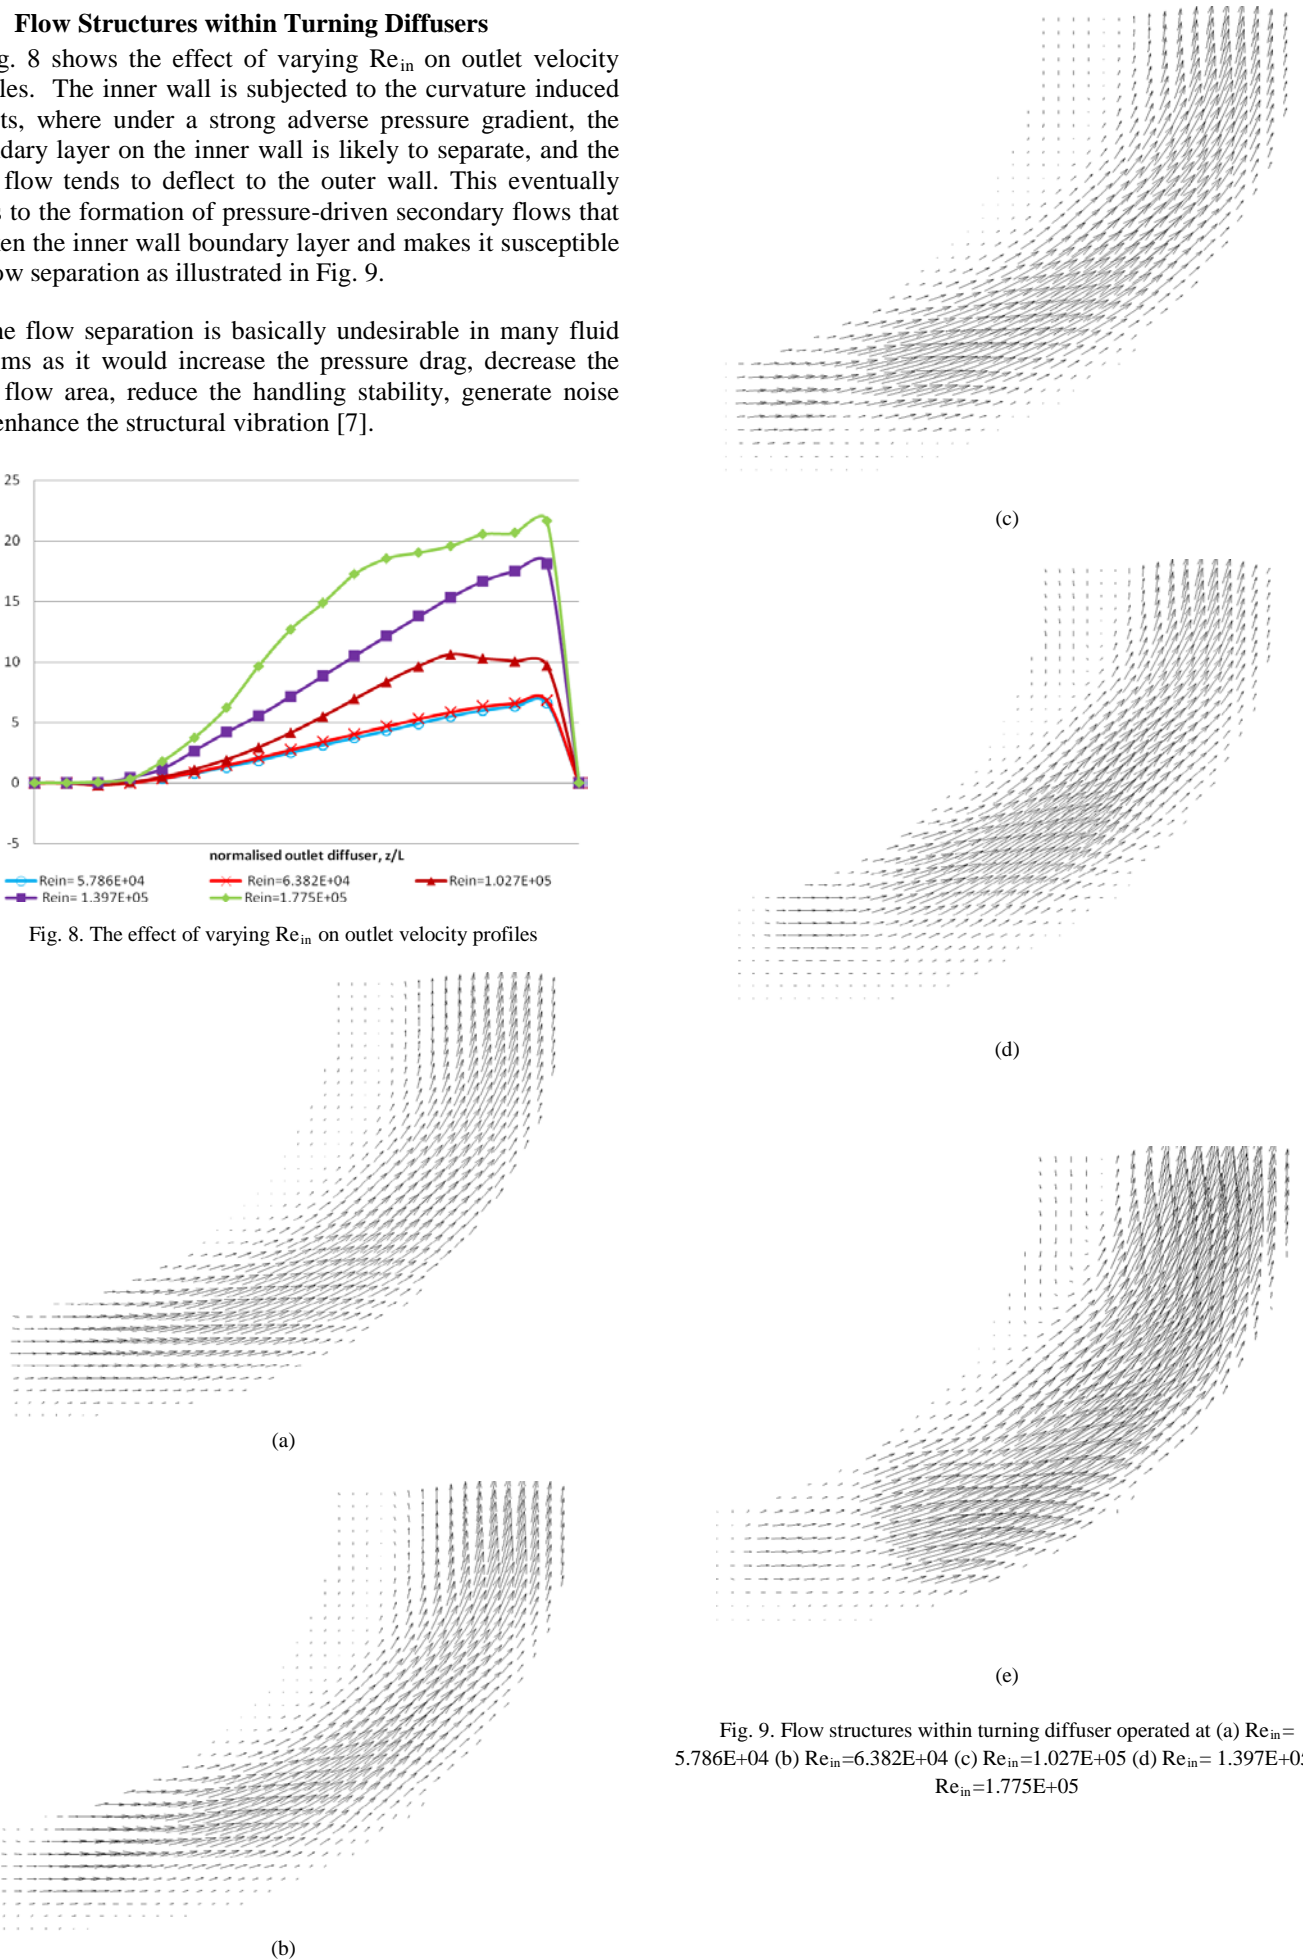 Flow Structures within Turning Diffusers
g. 8 shows the effect of varying Rein on outlet velocity
les. The inner wall is subjected to the curvature induced
ts, where under a strong adverse pressure gradient, the
dary layer on the inner wall is likely to separate, and the
flow tends to deflect to the outer wall. This eventually
s to the formation of pressure-driven secondary flows that
en the inner wall boundary layer and makes it susceptible
ow separation as illustrated in Fig. 9.
ne flow separation is basically undesirable in many fluid
ms as it would increase the pressure drag, decrease the
flow area, reduce the handling stability, generate noise
enhance the structural vibration [7].
25
20
15
10
5
0
-5
normalised outlet diffuser, z/L
Rein= 5.786E+04 Rein=6.382E+04 Rein=1.027E+05
Rein= 1.397E+05 Rein=1.775E+05
Fig. 8. The effect of varying Rein on outlet velocity profiles
(a)
(b)
(c)
(d)
(e)
Fig. 9. Flow structures within turning diffuser operated at (a) Rein=
5.786E+04 (b) Rein=6.382E+04 (c) Rein=1.027E+05 (d) Rein= 1.397E+05
Rein=1.775E+05